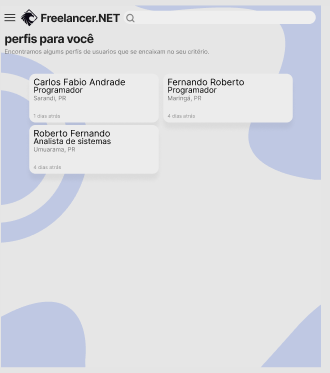 Freelancer.NET
perfis para você
Encontramos alguns perfis de usuarios que se encaixam no seu critério.
Carlos Fabio Andrade
Programador
Sarandi, PR
1 dias atrás
Fernando Roberto
Programador
Maringá, PR
4 dias atrás
Roberto Fernando
Analista de sistemas
Umuarama, PR
4 dias atrás